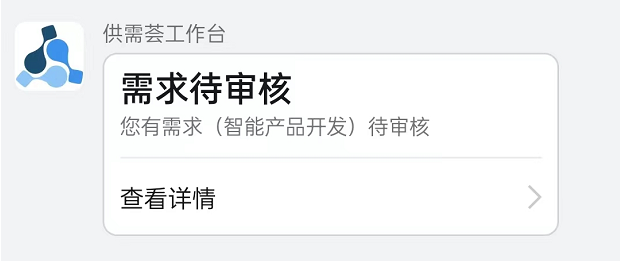 供需荟工作台
需求待审核
您有需求（智能产品开发）待审核
查看详情